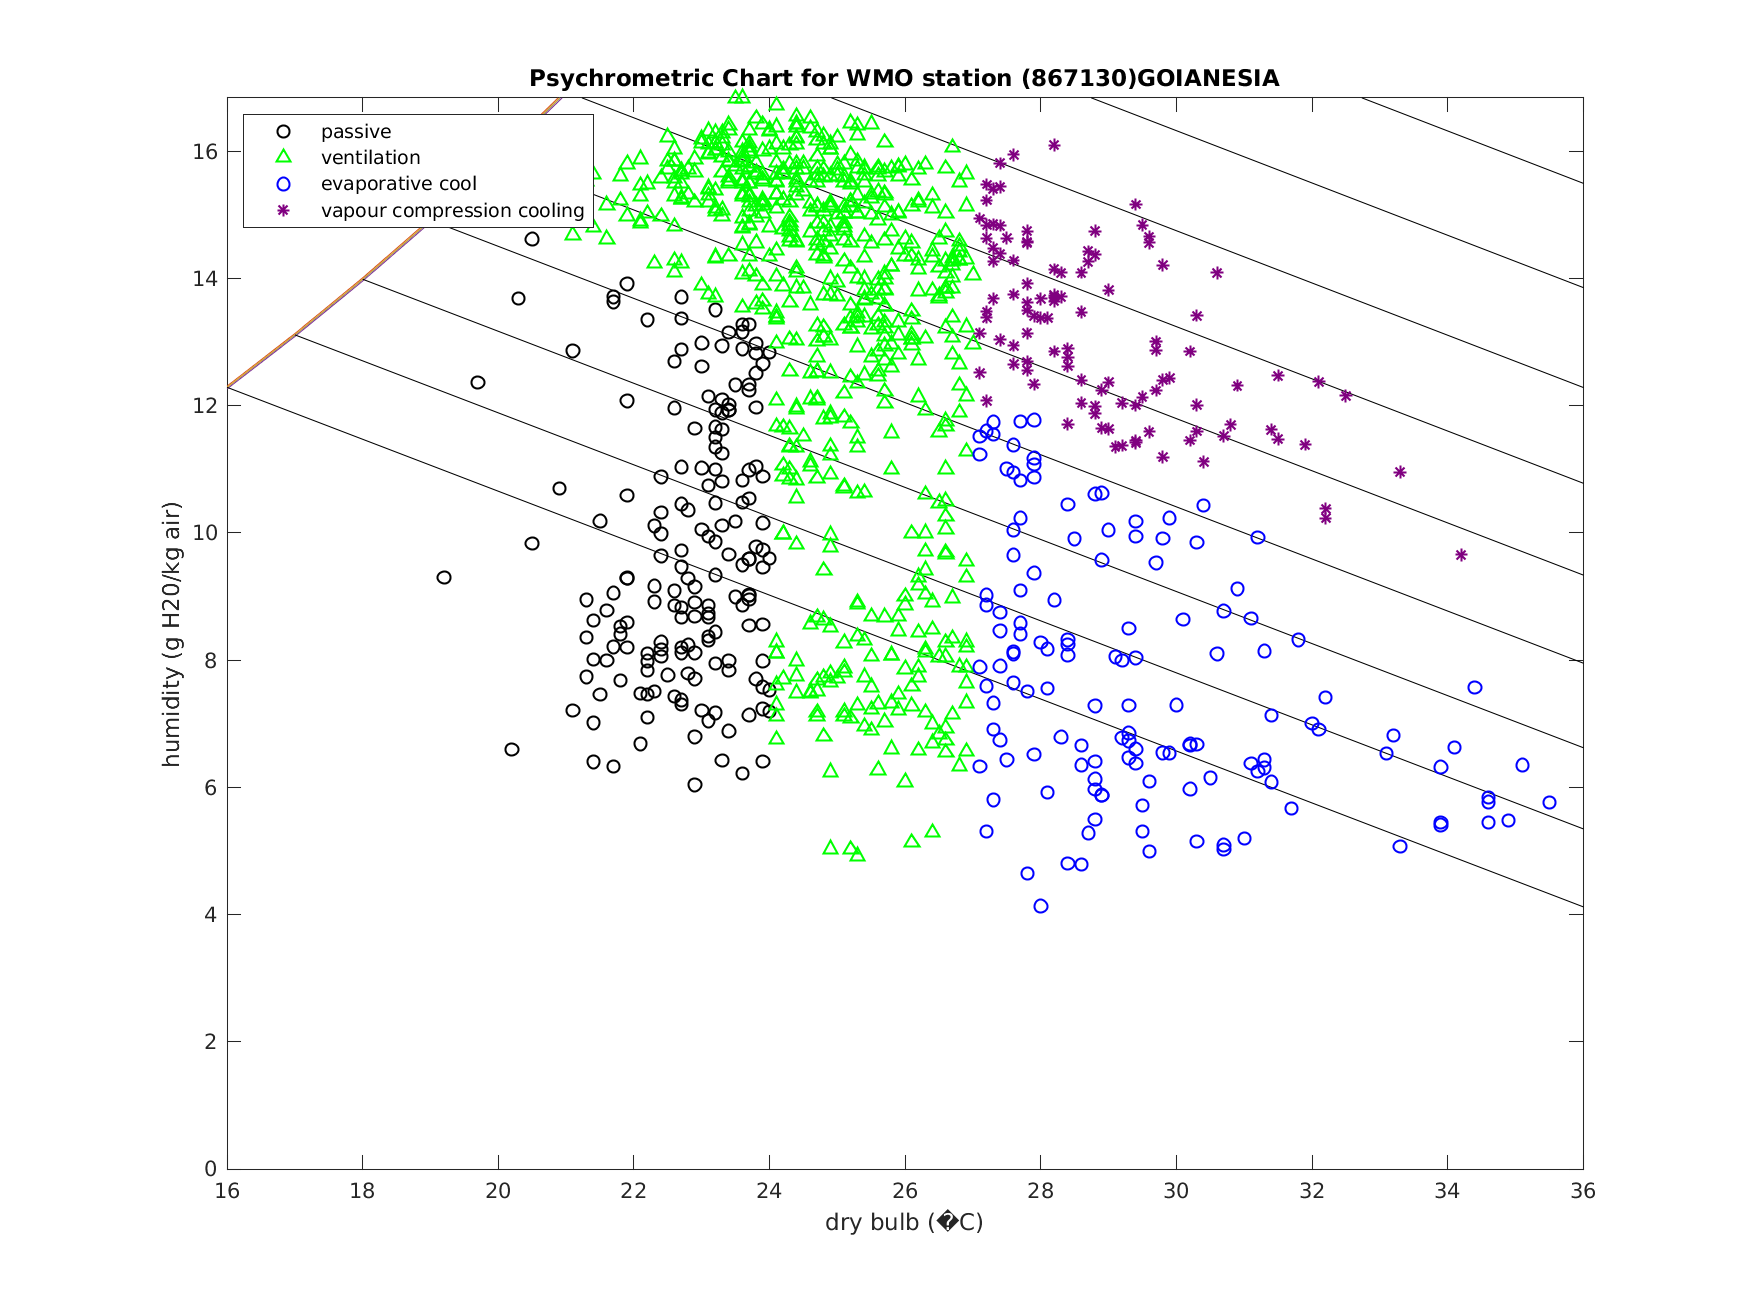 Psychrometric Chart for WMO station (867130)GOIANESIA
passive
ventilation
evaporative cool
vapour compression cooling
humidity (g H20/kg air)
16
14
12
10
8
6
4
2
0
16 18 20 22 24 26 28 30 32 34 36
dry bulb (�C)